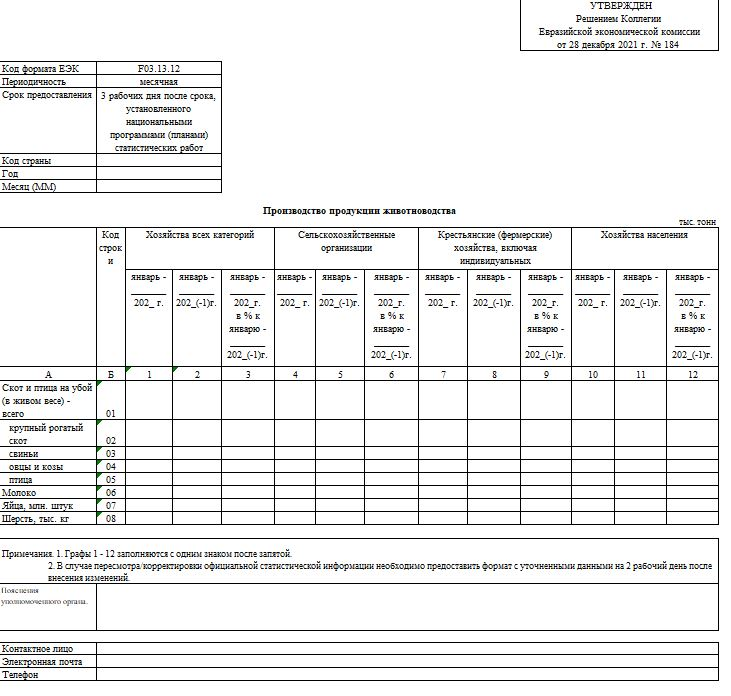 УТВЕРЖДЕН
Решением Коллегии
Евразийской экономической комиссии
от 28 декабря 2021 г. № 184
Код формата ЕЭК F03.13.12
Периодичность месячная
Срок предоставления 3 рабочих дня после срока,
установленного
национальными
программами (планами)
статистических работ
Код страны
Год
Месяц (ММ)
Производство продукции животноводства
тыс. тонн
Код
строк
и
Хозяйства всех категорий
Сельскохозяйственные
организации
Крестьянские (фермерские)
хозяйства, включая
индивидуальных
Хозяйства населения
январь -
______
202_ г.
январь -
______
202_(-1)г.
январь -
______
202_г.
в % к
январю -
______
202_(-1)г.
январь -
______
202_ г.
январь -
______
202_(-1)г.
январь -
______
202_г.
в % к
январю -
______
202_(-1)г.
январь -
______
202_ г.
январь -
______
202_(-1)г.
январь -
______
202_г.
в % к
январю -
______
202_(-1)г.
январь -
______
202_ г.
январь -
______
202_(-1)г.
январь -
______
202_г.
в % к
январю -
______
202_(-1)г.
А Б 1 2 3 4 5 6 7 8 9 10 11 12
Скот и птица на убой
(в живом весе) -
всего 01
крупный рогатый
скот 02
свиньи 03
овцы и козы 04
птица 05
Молоко 06
Яйца, млн. штук 07
Шерсть, тыс. кг 08
Примечания. 1. Графы 1 - 12 заполняются с одним знаком после запятой.
2. В случае пересмотра/корректировки официальной статистической информации необходимо предоставить формат с уточненными данными на 2 рабочий день после
внесения изменений.
Пояснения
уполномоченного органа.
Контактное лицо
Электронная почта
Телефон